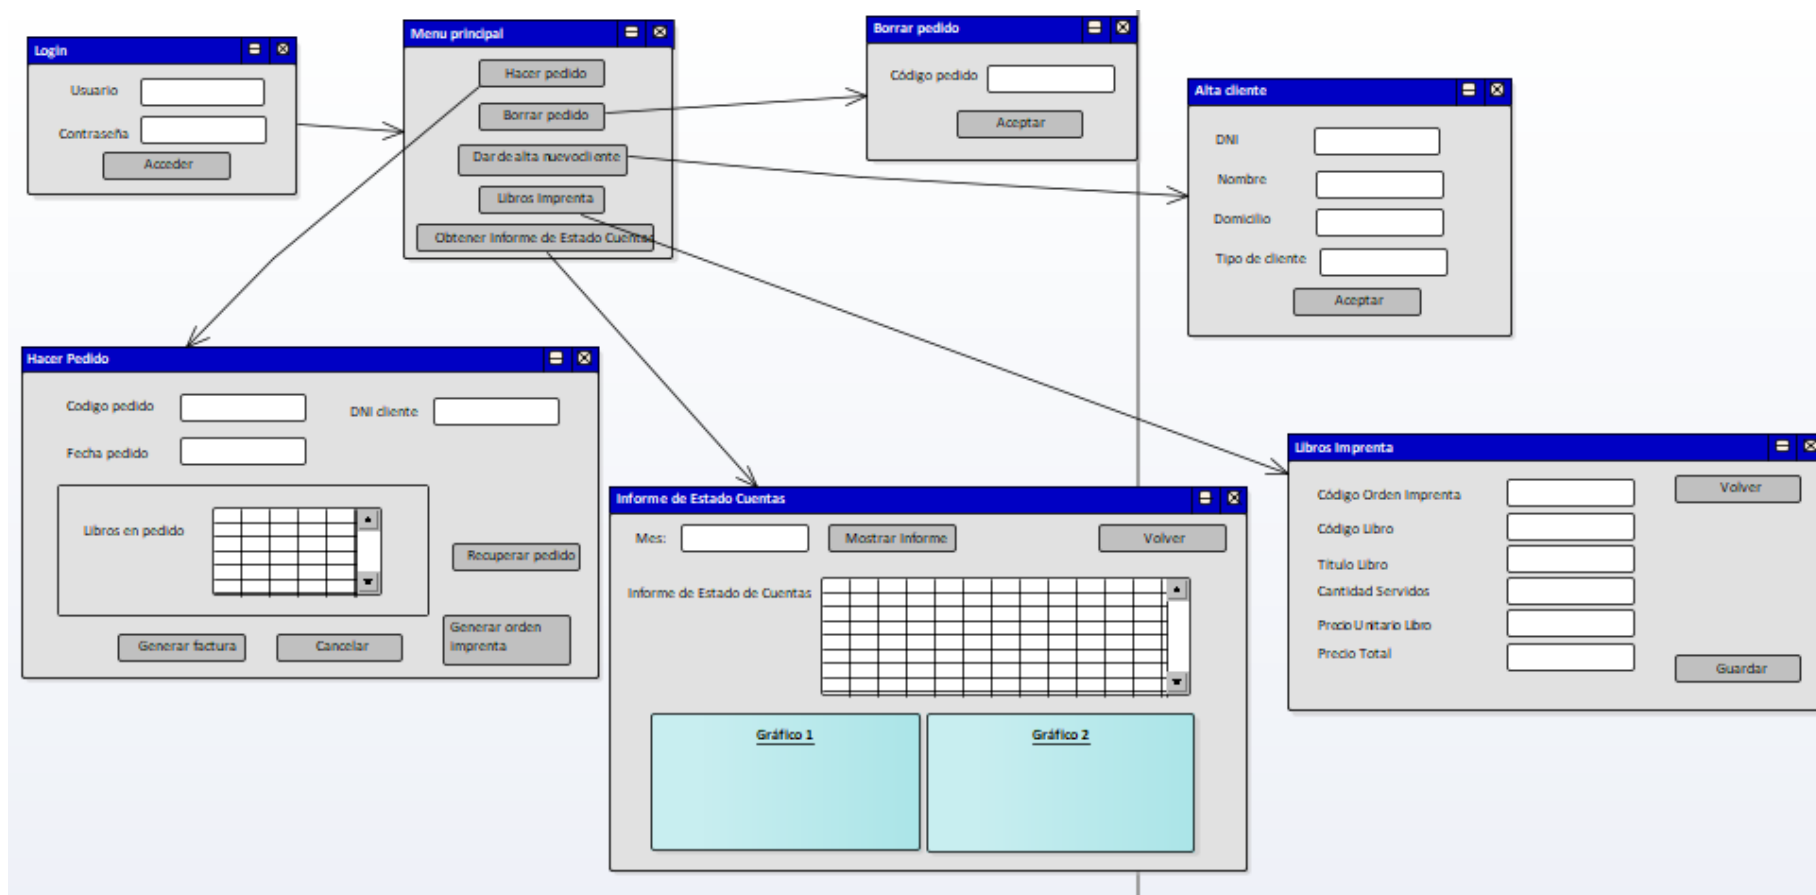 Login
Usuario
Contraseña
Acceder
Menu principal
Hacer pedido
Borrar pedido
Dar de alta nuevo cliente
Libros Imprenta
Obtener Informe de Estado Cuentas
Borrar pedido
Código pedido
Aceptar
Alta cliente
DNI
Nombre
Domicilio
Tipo de cliente
Aceptar
Hacer Pedido
Codigo pedido
DNI cliente
Fecha pedido
Libros en pedido
Recuperar pedido
Generar factura
Cancelar
Generar orden
Imprenta
Informe de Estado Cuentas
Mes:
Mostrar Informe
Volver
Informe de Estado de Cuentas
Gráfico 1
Gráfico 2
Libros Imprenta
Código Orden Imprenta
Volver
Código Libro
Título Libro
Cantidad Servidos
Precio Unitario Libro
Precio Total
Guardar